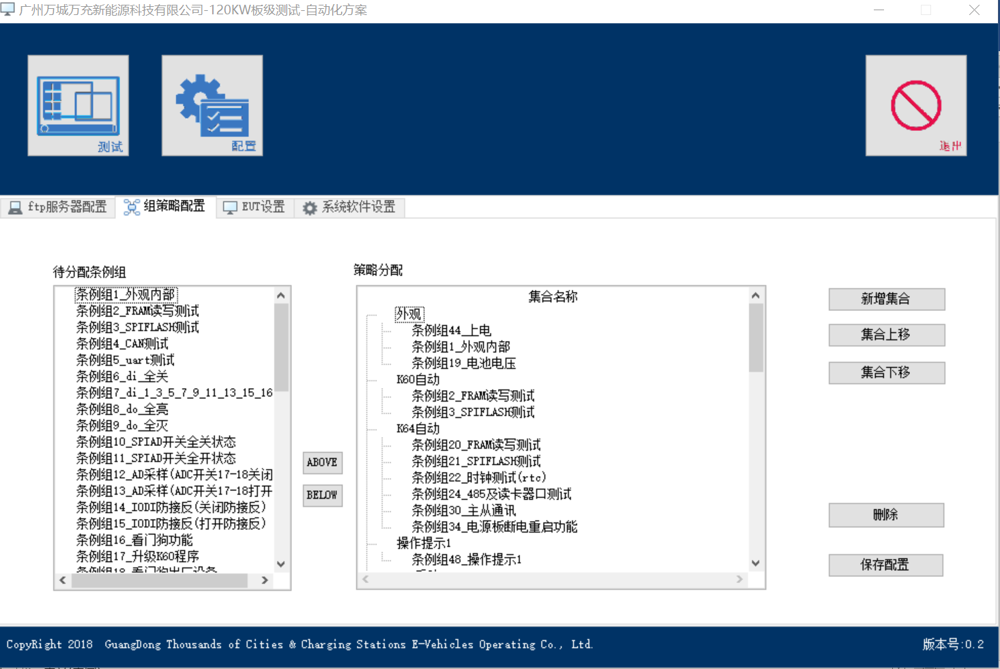 广州万城万充新能源科技有限公司-120KW板级测试-自动化方案
测试
配置
退出
ftp服务器配置
组策略配置
EUT设置
系统软件设置
待分配条例组
条例组1_外观内部
条例组2_FRAM读写测试
条例组3_SPIFLASH测试
条例组4_CAN测试
条例组5_uart测试
条例组6_di_全关
条例组7_di_1_3_5_7_9_11_13_15_16
条例组8_do_全亮
条例组9_do_全灭
条例组10_SPIAD开关全关状态
条例组11_SPIAD开关全开状态
条例组12_AD采样(ADC开关17-18关闭
条例组13_AD采样(ADC开关17-18打开
条例组14_IODI防接反(关闭防接反)
条例组15_IODI防接反(打开防接反)
条例组16_看门狗功能
条例组17_升级K60程序
条例组18_看门狗出厂设备
ABOVE
BELOW
策略分配
集合名称
外观
条例组44_上电
条例组1_外观内部
条例组19_电池电压
K60自动
条例组2_FRAM读写测试
条例组3_SPIFLASH测试
K64自动
条例组20_FRAM读写测试
条例组21_SPIFLASH测试
条例组22_时钟测试(rtc)
条例组24_485及读卡器口测试
条例组30_主从通讯
条例组34_电源板断电重启功能
操作提示1
条例组48_操作提示1
新增集合
集合上移
集合下移
删除
保存配置
CopyRight 2018  GuangDong Thousands of Cities & Charging Stations E-Vehicles Operating Co., Ltd.
版本号:0.2